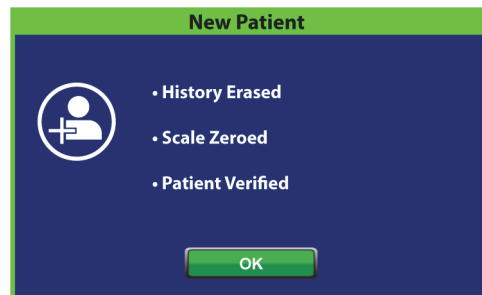 New Patient
• History Erased
• Scale Zeroed
• Patient Verified
OK